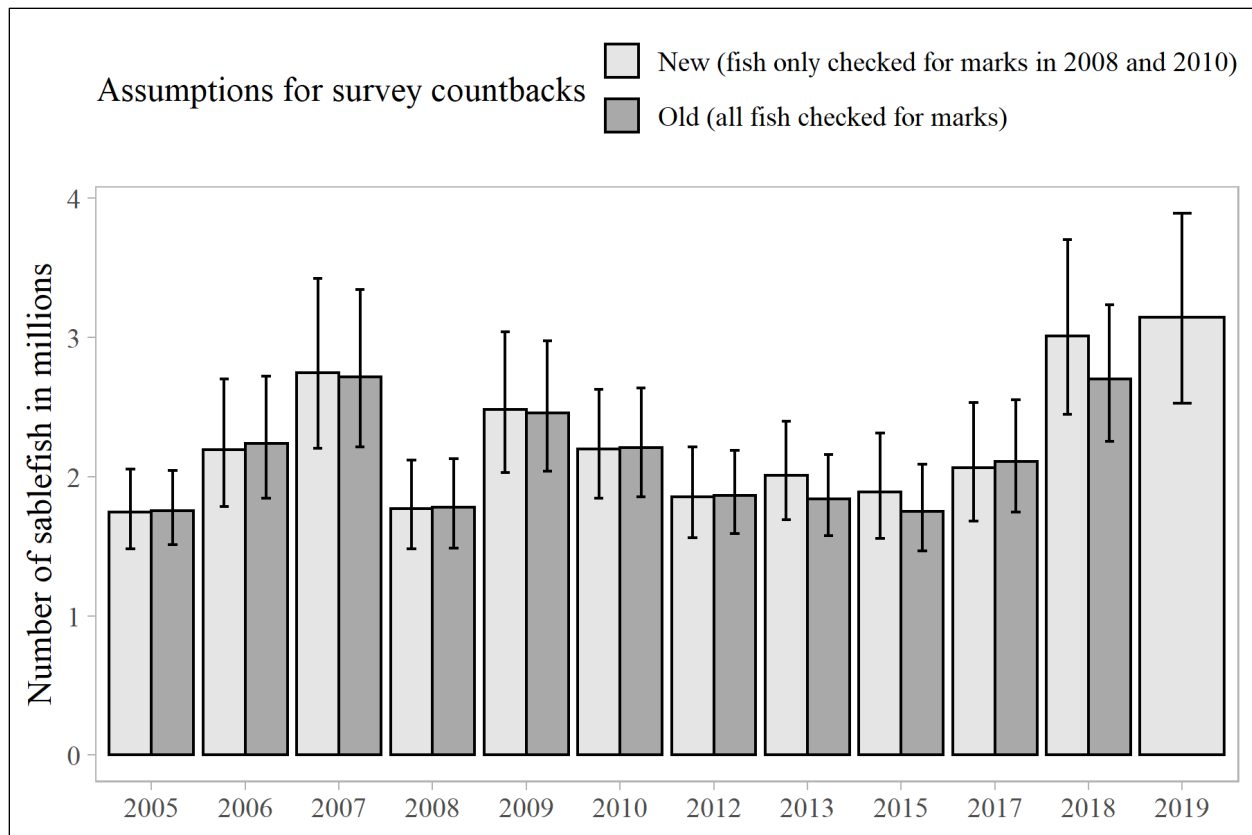 Assumptions for survey countbacks
New (fish only checked for marks in 2008 and 2010)
Old (all fish checked for marks)
Number of sablefish in millions
4
3
2
1
0
2005 2006 2007 2008 2009 2010 2012 2013 2015 2017 2018 2019